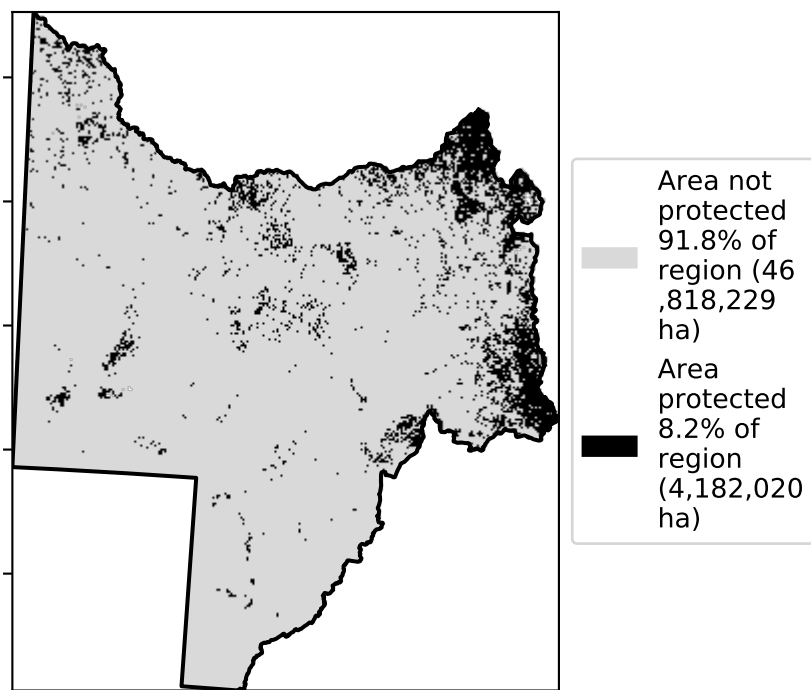 Area not
protected
91.8% of
region (46
,818,229
ha)
Area
protected
8.2% of
region
(4,182,020
ha)